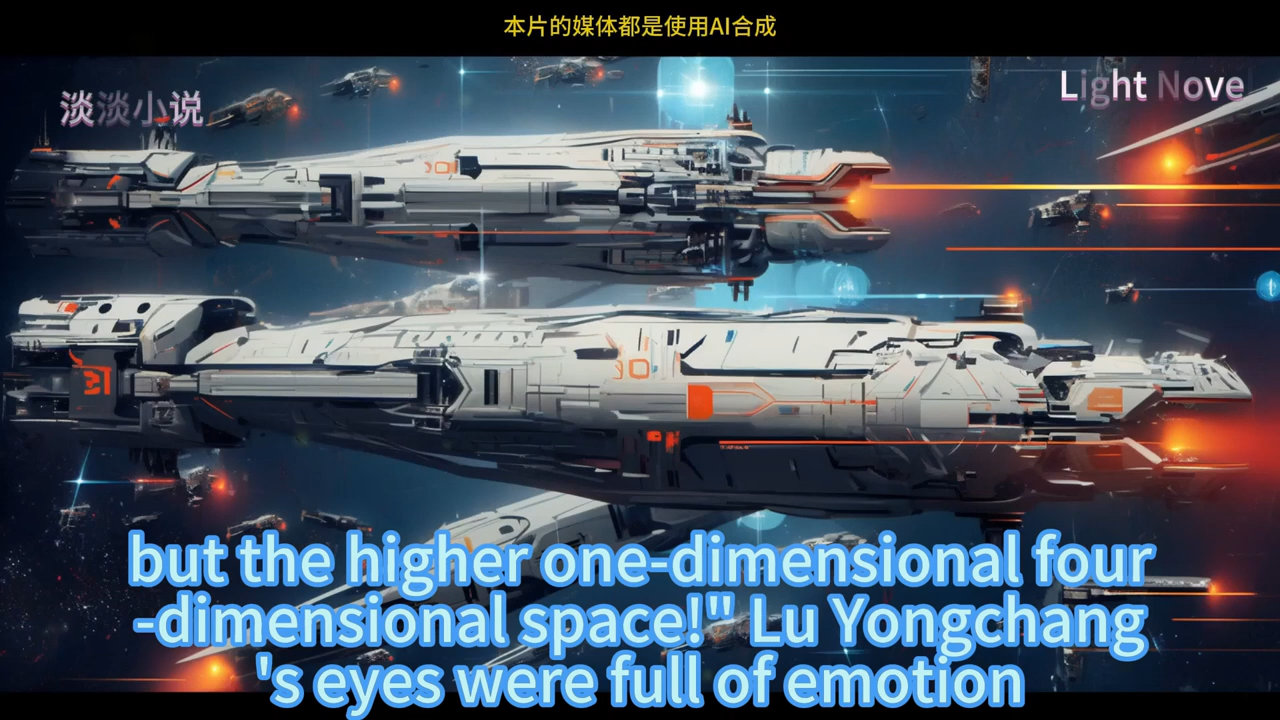 本片的媒体都是使用AI合成
淡淡小说
Light Nove
but the higher one-dimensional four
-dimensional space!" Lu Yongchang
's eyes were full of emotion